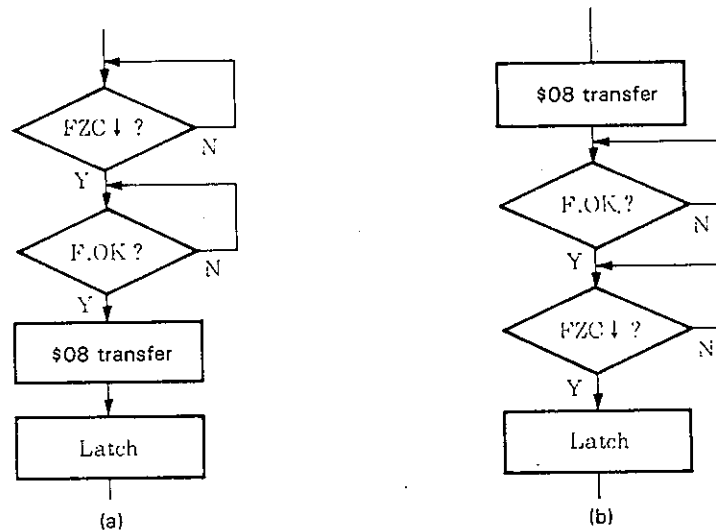 FZC ↓ ?
N
Y
F.OK ?
N
Y
$08 transfer
Latch
(a)
$08 transfer
F.OK ?
N
Y
FZC ↓ ?
N
Y
Latch
(b)